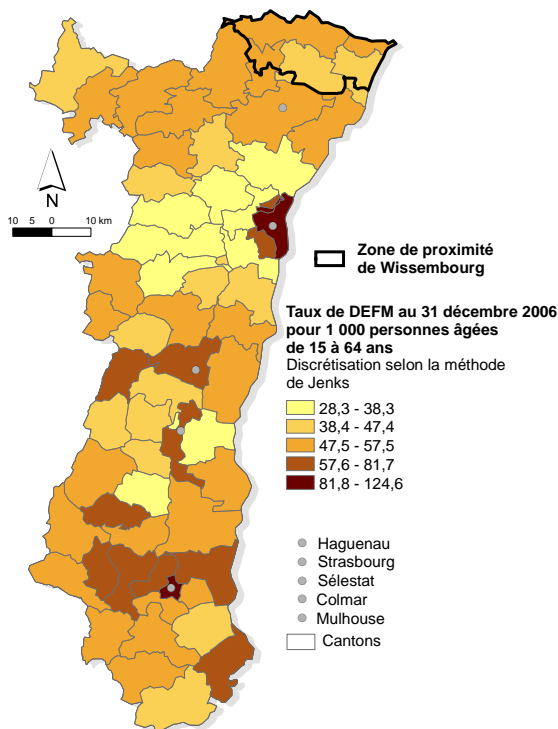 N
10 5 0 10 km
Zone de proximité
de Wissembourg
Taux de DEFM au 31 décembre 2006
pour 1 000 personnes âgées
de 15 à 64 ans
Discrétisation selon la méthode
de Jenks
28,3 - 38,3
38,4 - 47,4
47,5 - 57,5
57,6 - 81,7
81,8 - 124,6
Haguenau
Strasbourg
Sélestat
Colmar
Mulhouse
Cantons